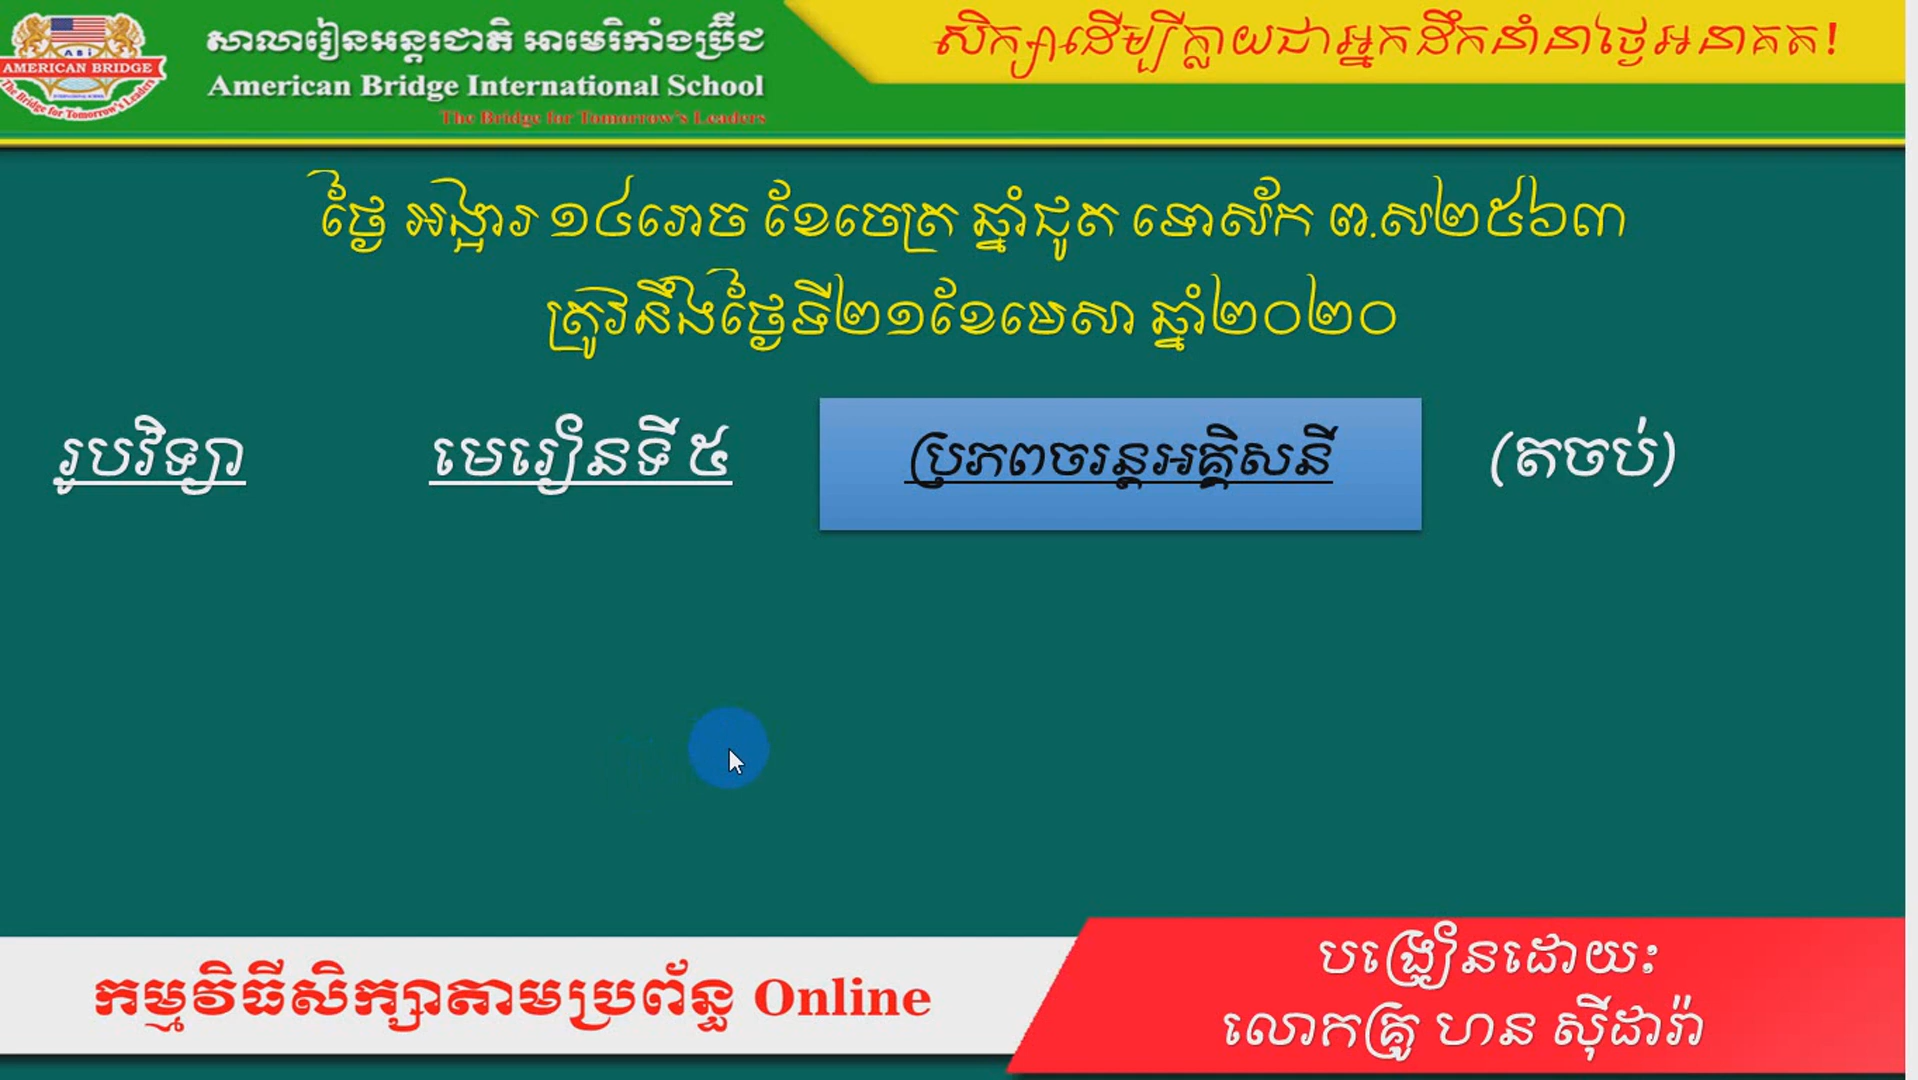 សាលារៀនអន្តរជាតិ អាមេរិកាំងប្រ៊ីជ
American Bridge International School
The Bridge for Tomorrow's Leaders
ABI
AMERICAN BRIDGE
The Bridge for Tomorrow's Leaders
សិក្សាដើម្បីក្លាយជាអ្នកដឹកនាំនាថ្ងៃអនាគត!
ថ្ងៃ អង្គារ ១៤រោច ខែចេត្រ ឆ្នាំជូត ទោស័ក ព.ស២៥៦៣
ត្រូវនឹងថ្ងៃទី២១ខែមេសា ឆ្នាំ២០២០
រូបវិទ្យា មេរៀនទី ៥ ប្រភពចរន្តអគ្គិសនី (តចប់)
កម្មវិធីសិក្សាតាមប្រព័ន្ធ Online
បង្រៀនដោយ៖
លោកគ្រូ ហន ស៊ីដារ៉ា